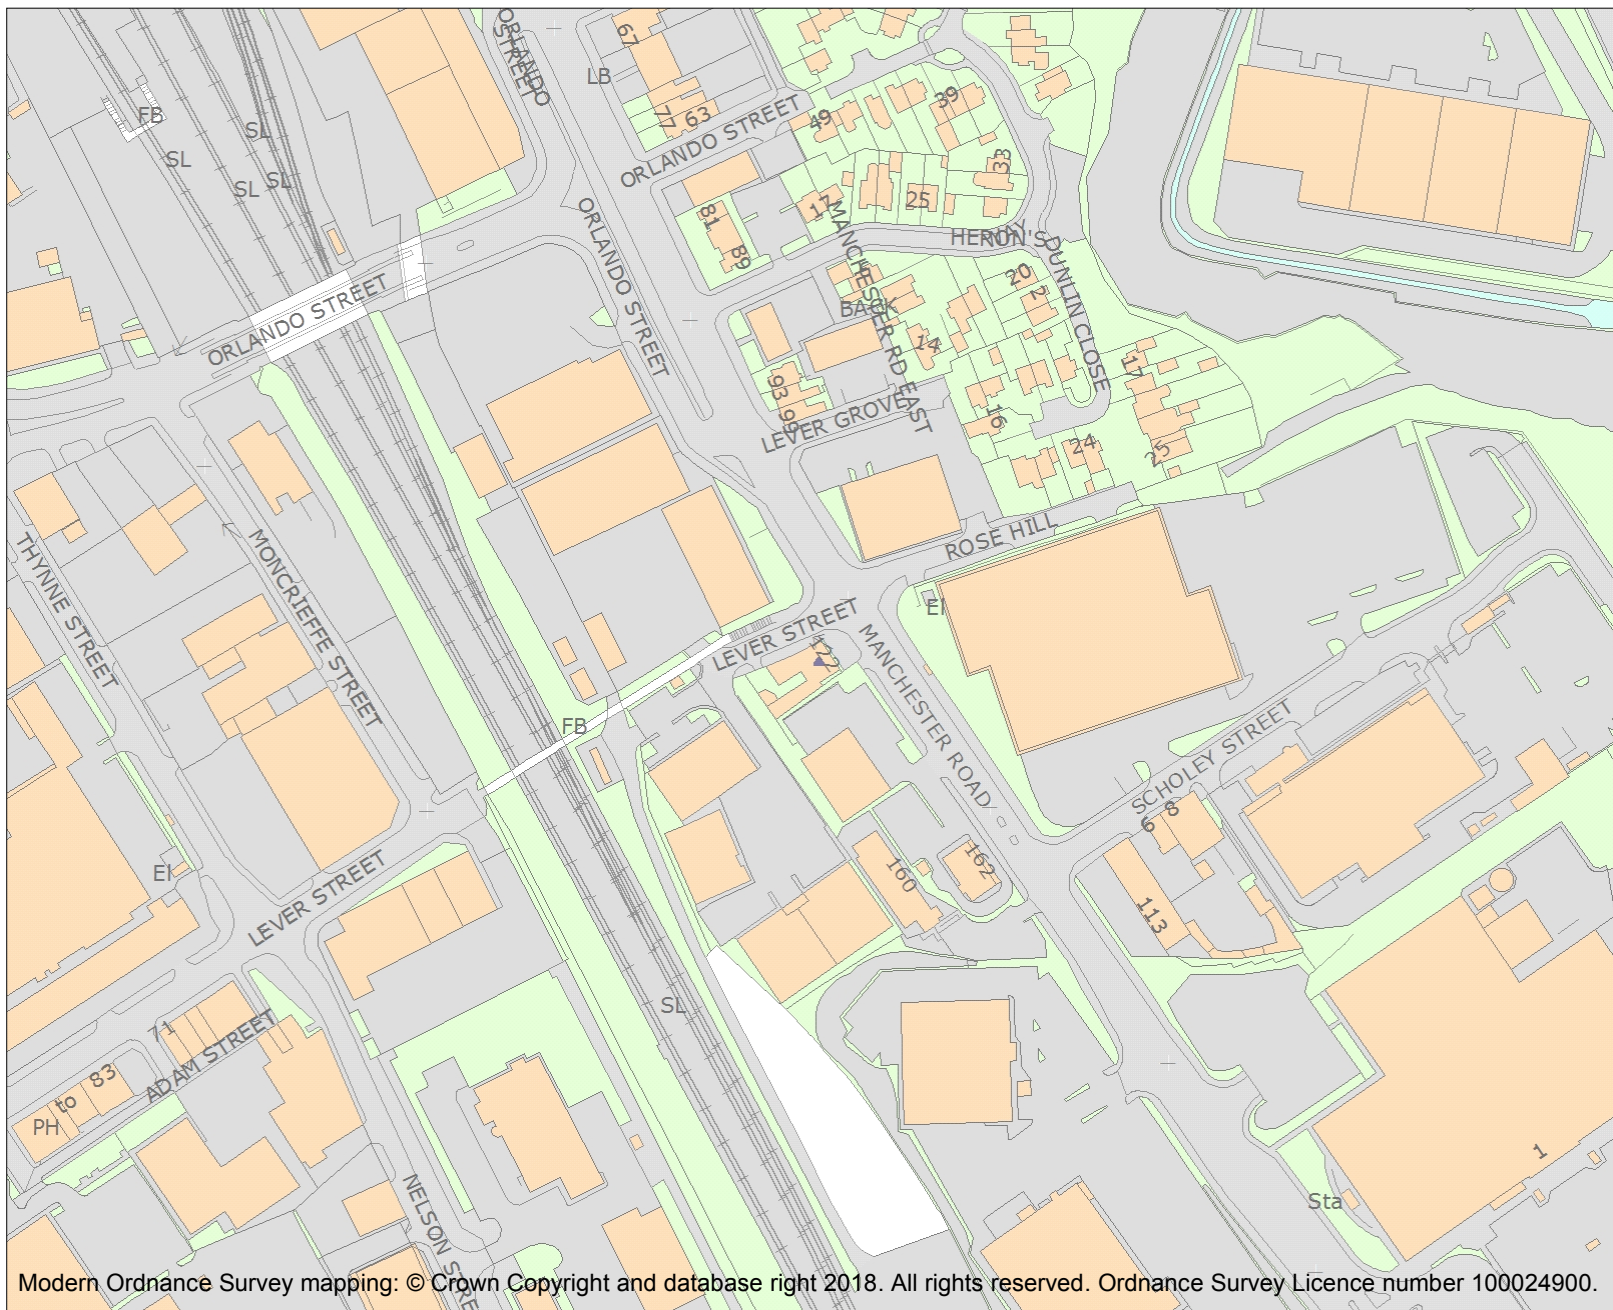 ORLANDO
STREET
67
LB
77
63
ORLANDO STREET
49
39
33
FB
SL
SL
SL
SL
ORLANDO STREET
ORLANDO STREET
81
89
17
25
MANCHESTER RD EAST
HERON'S
DUNLIN CLOSE
20
2
BACK
14
93
99
LEVER GROVE
16
24
17
25
ROSE HILL
THYNNE STREET
MONCRIEFFE STREET
El
LEVER STREET
122
MANCHESTER ROAD
FB
SCHOLEY STREET
6
8
160
162
113
El
LEVER STREET
SL
71
ADAM STREET
83
to
PH
NELSON STRE
1
Sta
Modern Ordnance Survey mapping: © Crown Copyright and database right 2018. All rights reserved. Ordnance Survey Licence number 100024900.